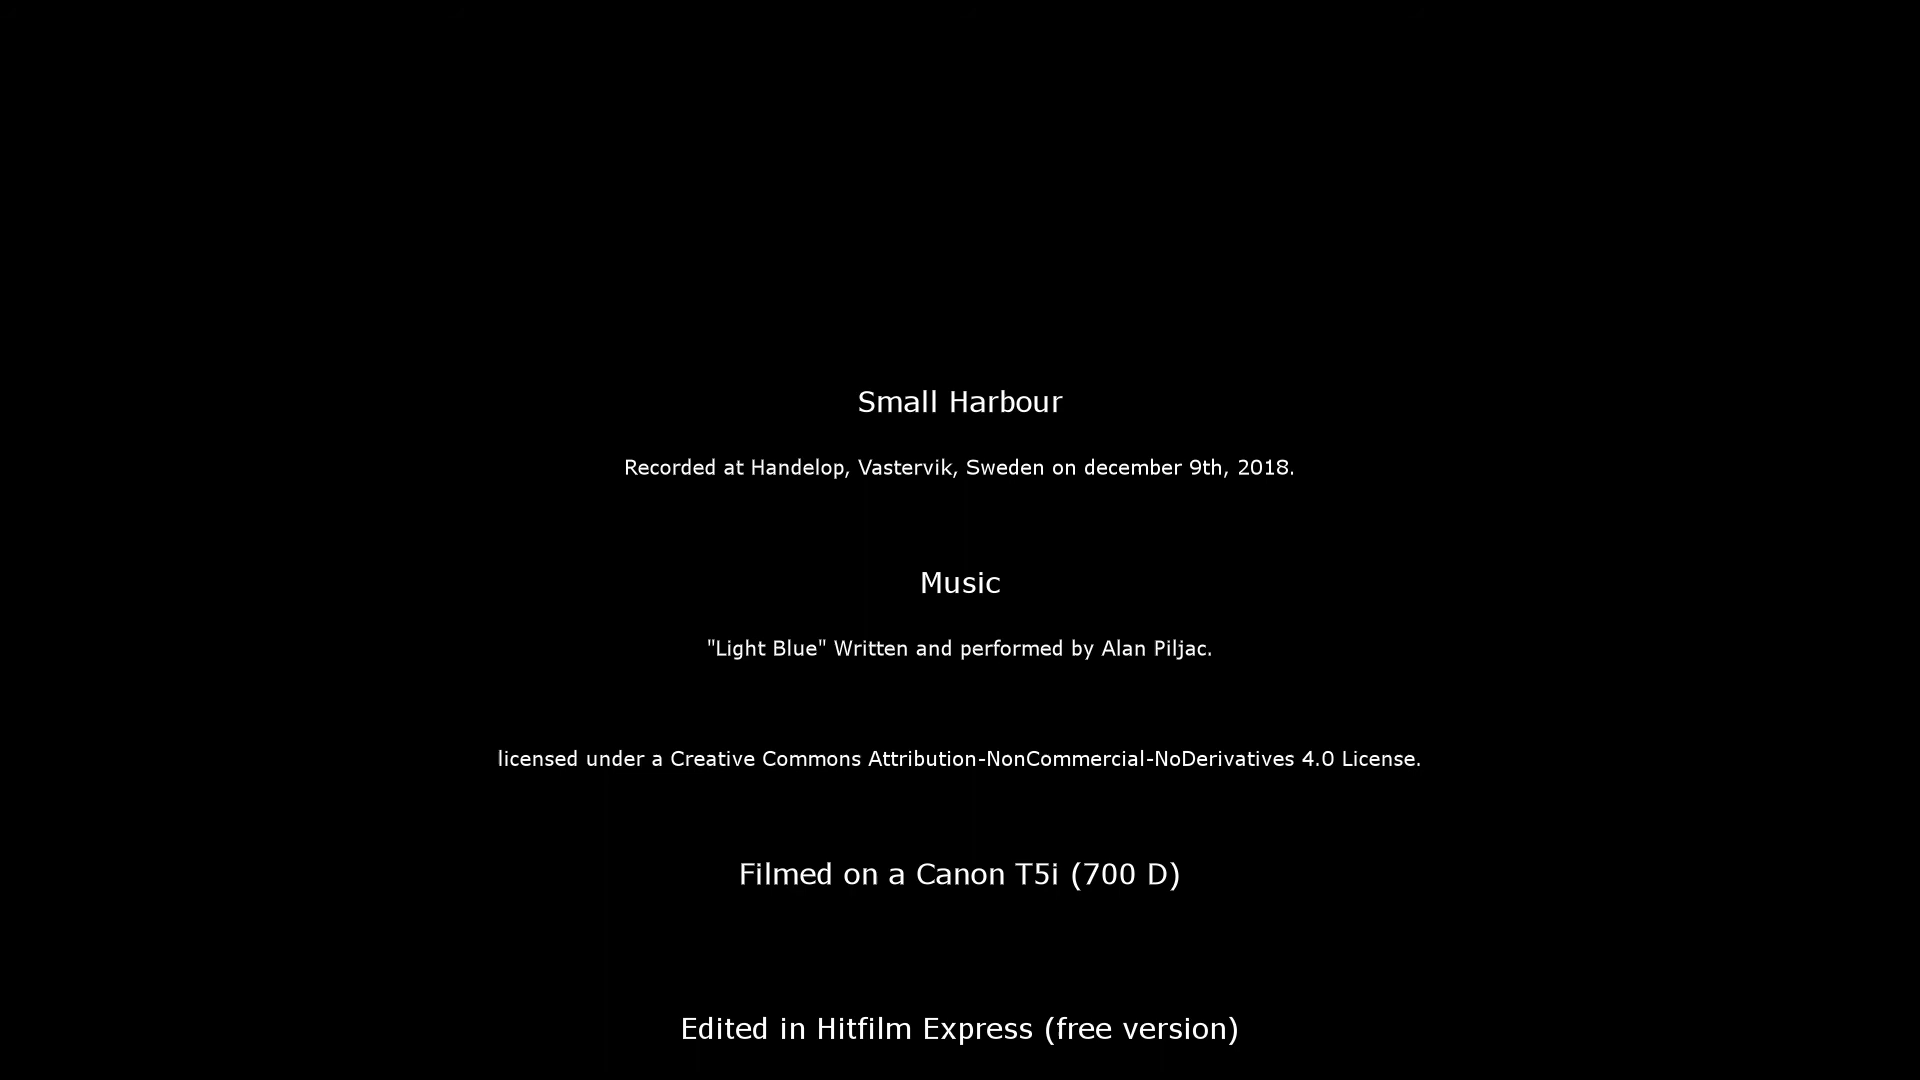 Small Harbour
Recorded at Handelop, Vastervik, Sweden on december 9th, 2018.
Music
"Light Blue" Written and performed by Alan Piljac.
licensed under a Creative Commons Attribution-NonCommercial-NoDerivatives 4.0 License.
Filmed on a Canon T5i (700 D)
Edited in Hitfilm Express (free version)